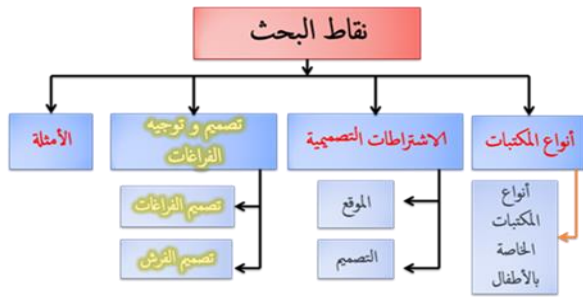 نقاط البحث
أنواع المكتبات
الاشتراطات التصميمية
تصميم و توجيه
الفراغات
الأمثلة
أنواع
المكتبات
الخاصة
بالأطفال
الموقع
التصميم
تصميم الفراغات
تصميم الفرش